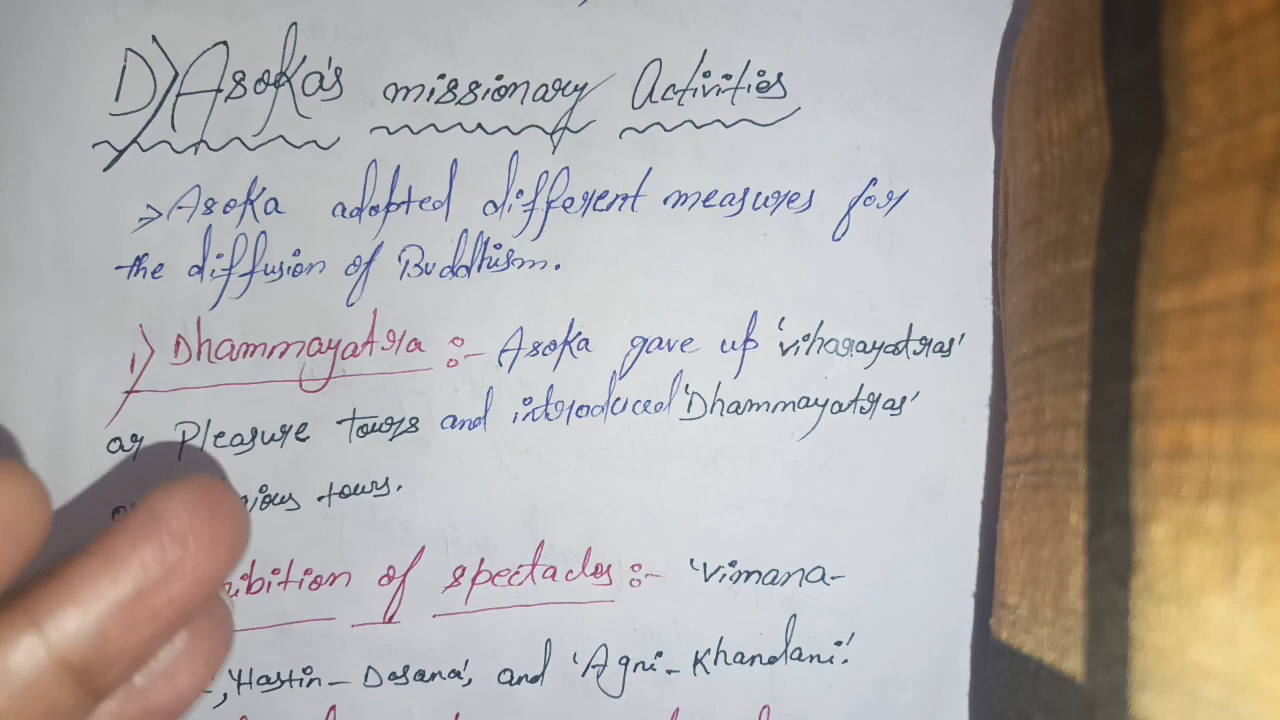 D) Asoka's missionary Activities
⇒ Asoka adopted different measures for
the diffusion of Buddhism.
1) Dhammayatra :- Asoka gave up 'viharayatras'
or Pleasure tours and introduced 'Dhammayatras'
tours.
of spectacles :- 'Vimana-
, 'Hastin-Dasana', and 'Agni-Khandani'.